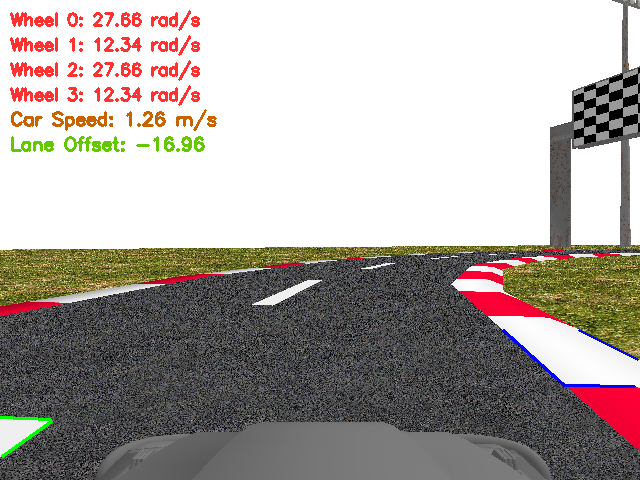 Wheel 0: 27.66 rad/s
Wheel 1: 12.34 rad/s
Wheel 2: 27.66 rad/s
Wheel 3: 12.34 rad/s
Car Speed: 1.26 m/s
Lane Offset: -16.96